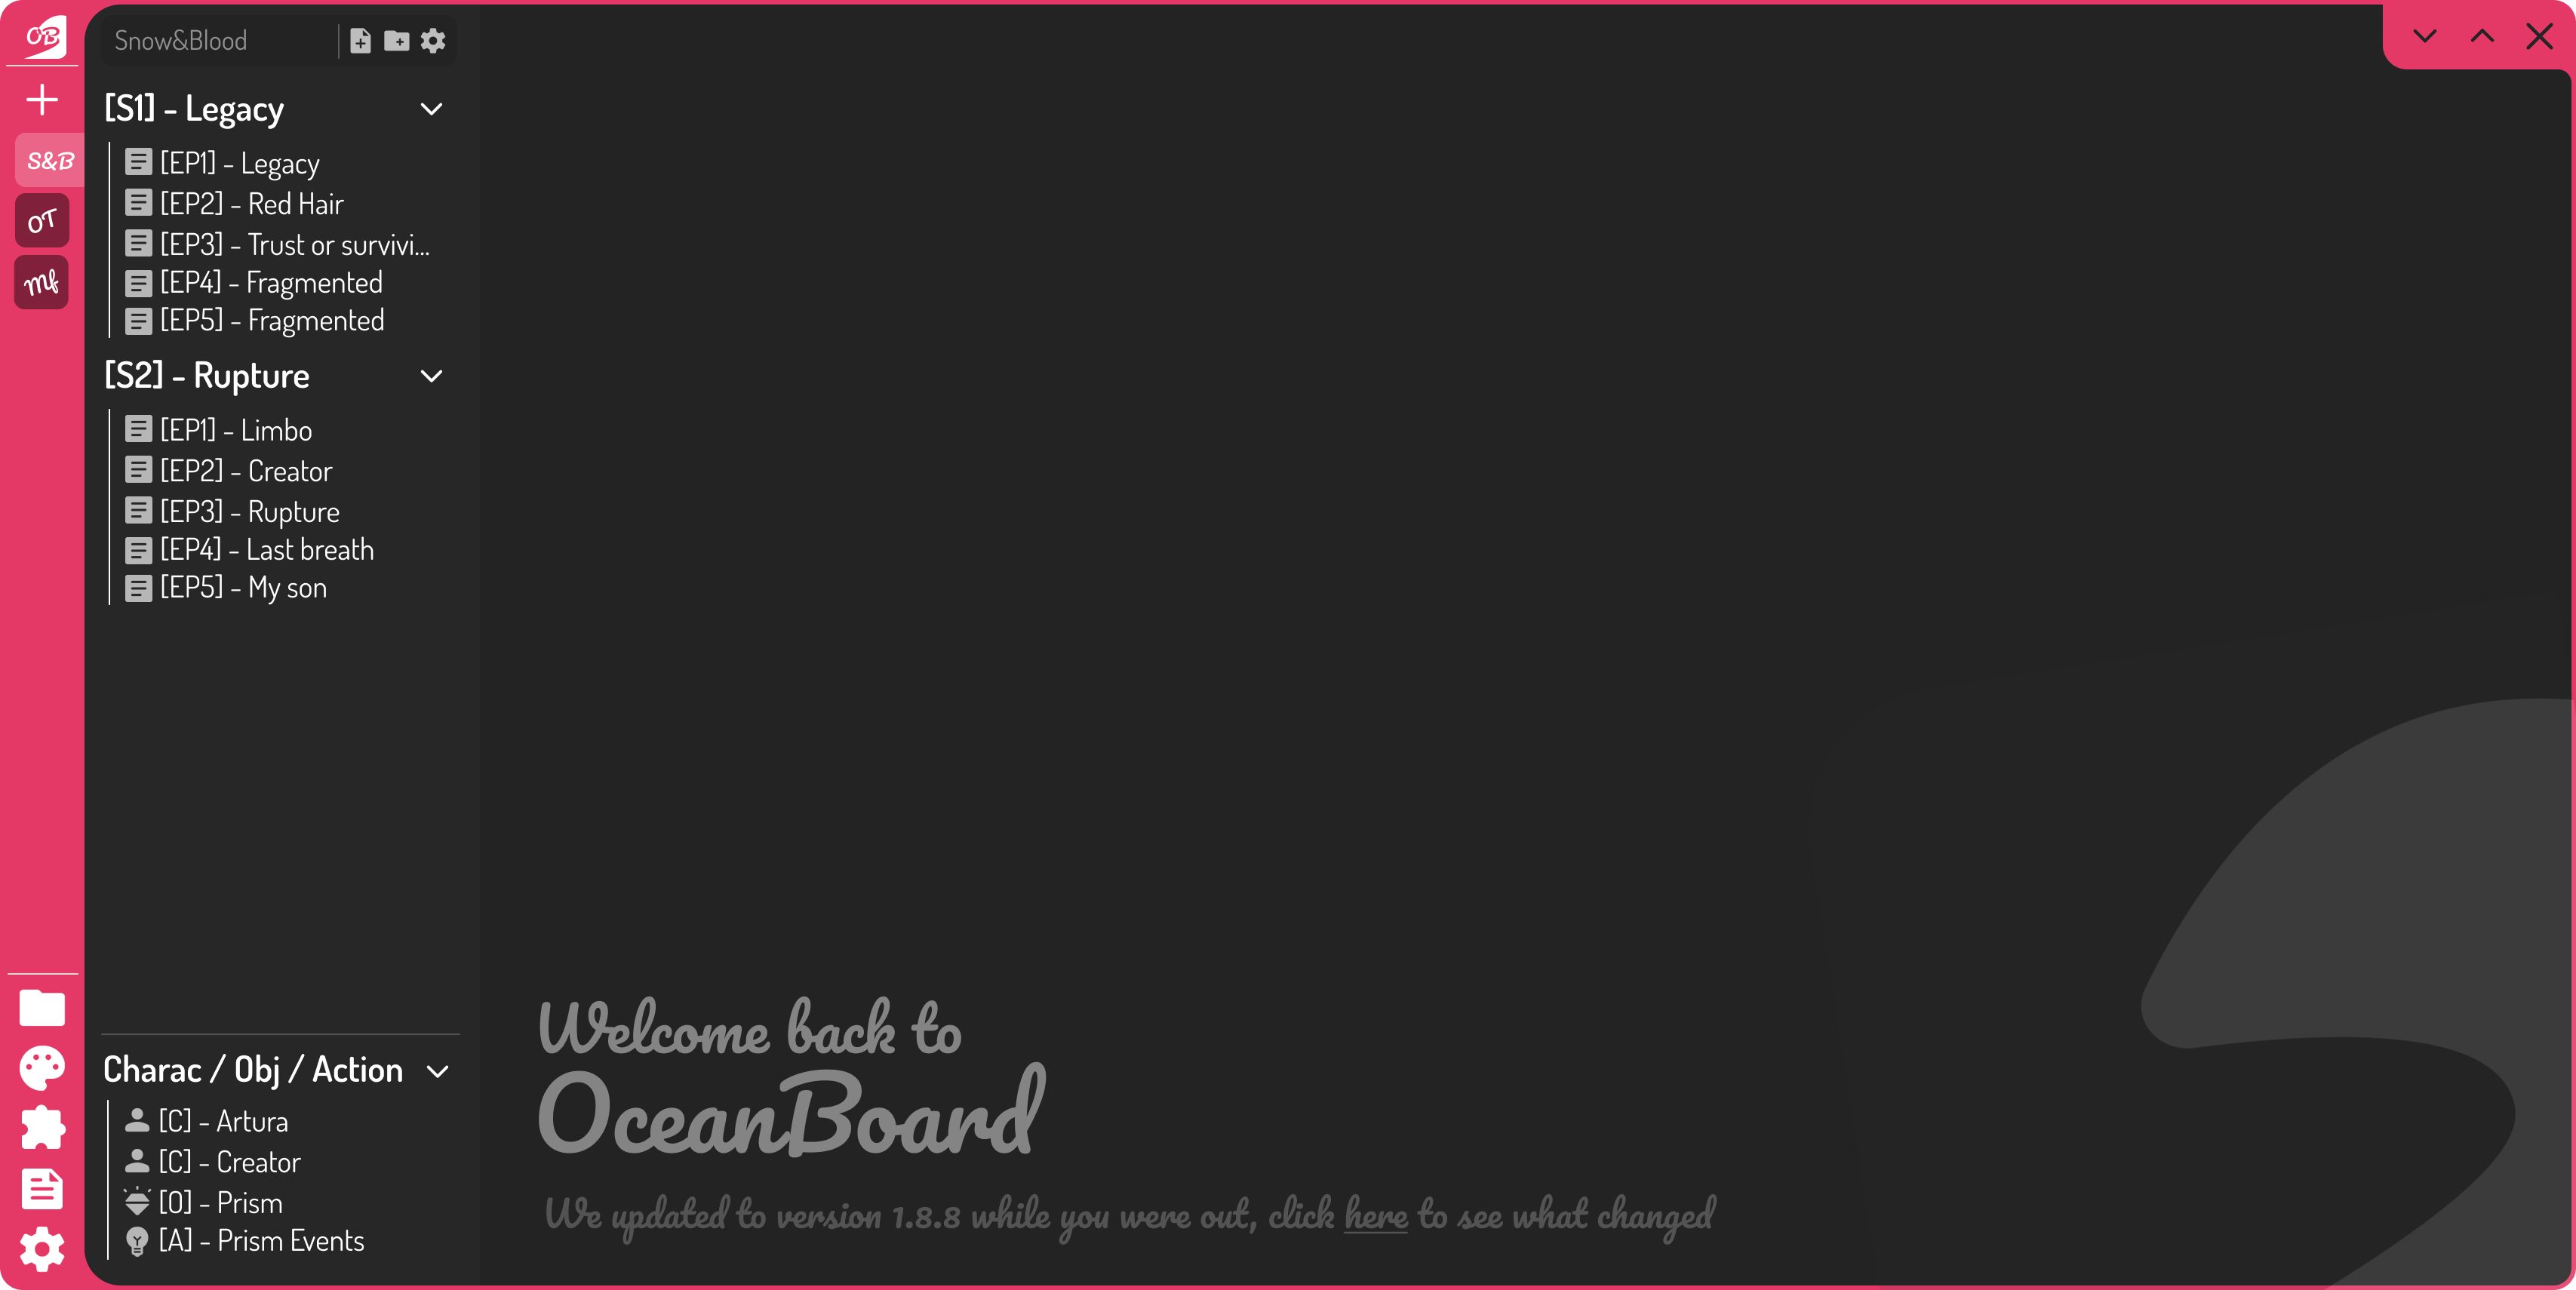 OB
Snow&Blood
S&B
OT
Mf
[S1] - Legacy
[EP1] - Legacy
[EP2] - Red Hair
[EP3] - Trust or survivi...
[EP4] - Fragmented
[EP5] - Fragmented
[S2] - Rupture
[EP1] - Limbo
[EP2] - Creator
[EP3] - Rupture
[EP4] - Last breath
[EP5] - My son
Charac / Obj / Action
[C] - Artura
[C] - Creator
[O] - Prism
[A] - Prism Events
Welcome back to
OceanBoard
We updated to version 1.8.8 while you were out, click here to see what changed